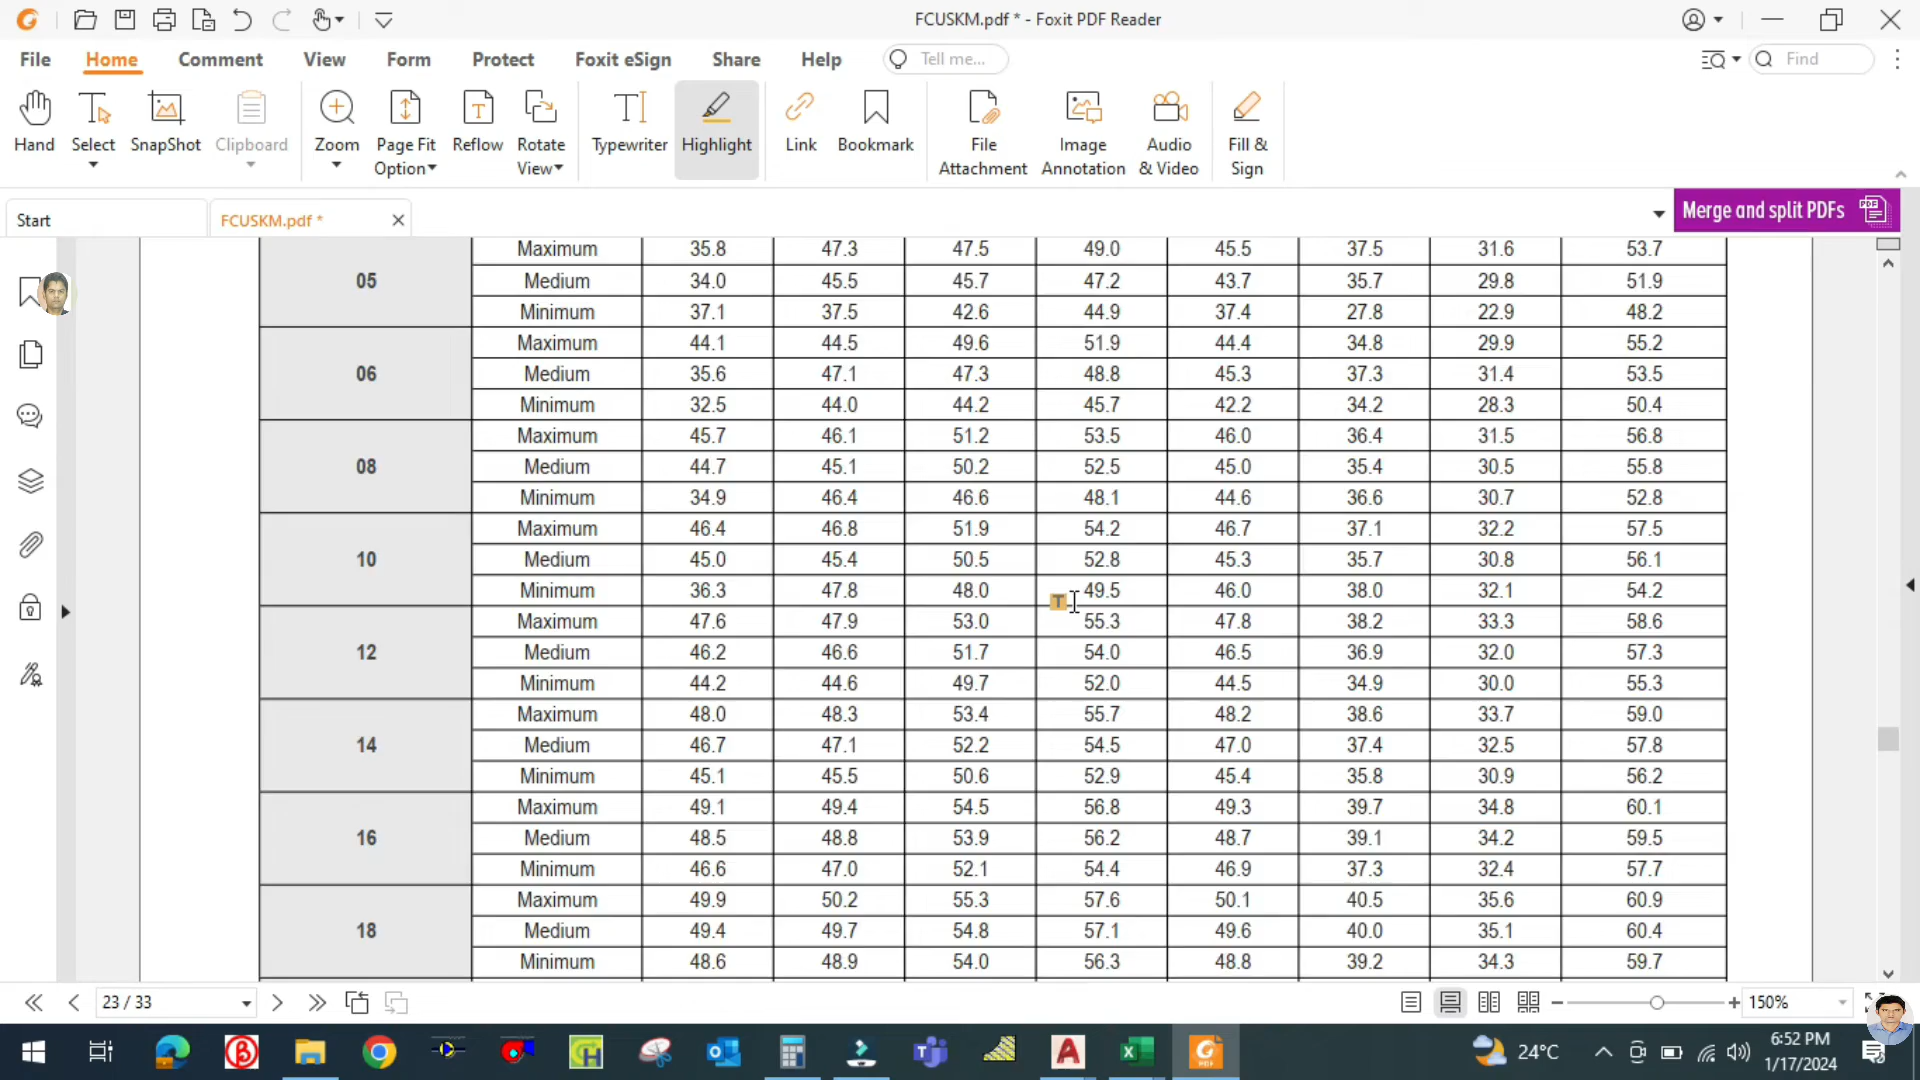 FCUSKM.pdf * - Foxit PDF Reader
File Home Comment View Form Protect Foxit eSign Share Help Tell me... Find
Hand Select SnapShot Clipboard Zoom Page Fit Option Reflow Rotate View Typewriter Highlight Link Bookmark File Attachment Image Annotation Audio & Video Fill & Sign
Start FCUSKM.pdf * Merge and split PDFs
Maximum 35.8 47.3 47.5 49.0 45.5 37.5 31.6 53.7
05 Medium 34.0 45.5 45.7 47.2 43.7 35.7 29.8 51.9
Minimum 37.1 37.5 42.6 44.9 37.4 27.8 22.9 48.2
Maximum 44.1 44.5 49.6 51.9 44.4 34.8 29.9 55.2
06 Medium 35.6 47.1 47.3 48.8 45.3 37.3 31.4 53.5
Minimum 32.5 44.0 44.2 45.7 42.2 34.2 28.3 50.4
Maximum 45.7 46.1 51.2 53.5 46.0 36.4 31.5 56.8
08 Medium 44.7 45.1 50.2 52.5 45.0 35.4 30.5 55.8
Minimum 34.9 46.4 46.6 48.1 44.6 36.6 30.7 52.8
Maximum 46.4 46.8 51.9 54.2 46.7 37.1 32.2 57.5
10 Medium 45.0 45.4 50.5 52.8 45.3 35.7 30.8 56.1
Minimum 36.3 47.8 48.0 49.5 46.0 38.0 32.1 54.2
Maximum 47.6 47.9 53.0 55.3 47.8 38.2 33.3 58.6
12 Medium 46.2 46.6 51.7 54.0 46.5 36.9 32.0 57.3
Minimum 44.2 44.6 49.7 52.0 44.5 34.9 30.0 55.3
Maximum 48.0 48.3 53.4 55.7 48.2 38.6 33.7 59.0
14 Medium 46.7 47.1 52.2 54.5 47.0 37.4 32.5 57.8
Minimum 45.1 45.5 50.6 52.9 45.4 35.8 30.9 56.2
Maximum 49.1 49.4 54.5 56.8 49.3 39.7 34.8 60.1
16 Medium 48.5 48.8 53.9 56.2 48.7 39.1 34.2 59.5
Minimum 46.6 47.0 52.1 54.4 46.9 37.3 32.4 57.7
Maximum 49.9 50.2 55.3 57.6 50.1 40.5 35.6 60.9
18 Medium 49.4 49.7 54.8 57.1 49.6 40.0 35.1 60.4
Minimum 48.6 48.9 54.0 56.3 48.8 39.2 34.3 59.7
23 / 33 150%
24°C 6:52 PM
1/17/2024